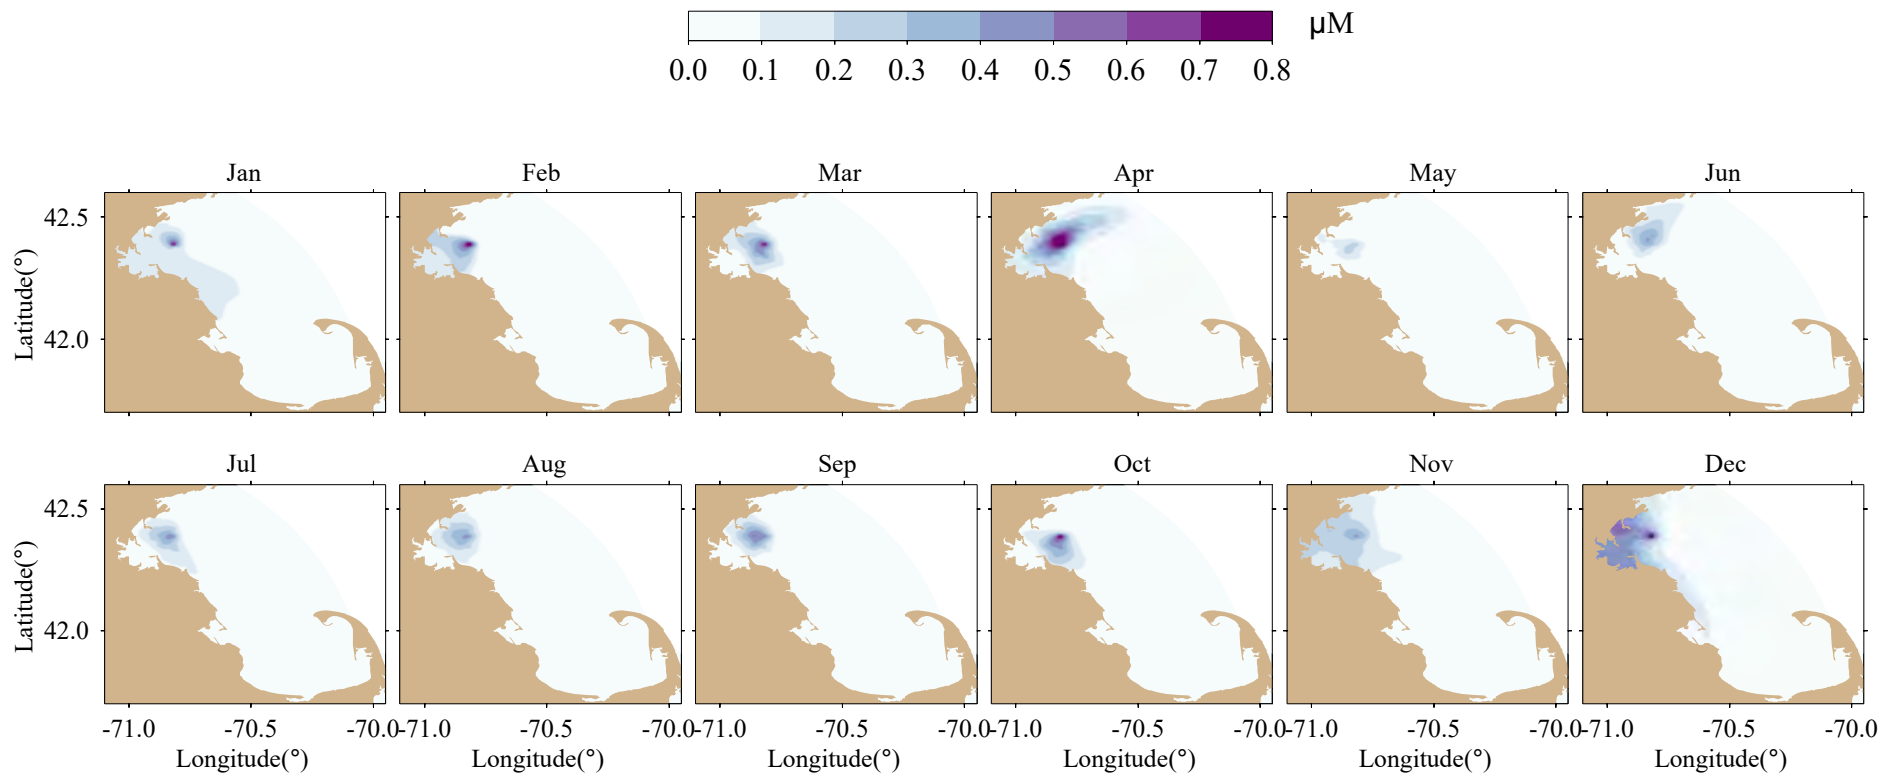 µM
0.0 0.1 0.2 0.3 0.4 0.5 0.6 0.7 0.8
Jan Feb Mar Apr May Jun
42.5
42.0
Latitude(°)
Jul Aug Sep Oct Nov Dec
42.5
42.0
Latitude(°)
-71.0 -70.5 -70.0 -71.0 -70.5 -70.0 -71.0 -70.5 -70.0 -71.0 -70.5 -70.0 -71.0 -70.5 -70.0 -71.0 -70.5 -70.0
Longitude(°) Longitude(°) Longitude(°) Longitude(°) Longitude(°) Longitude(°)